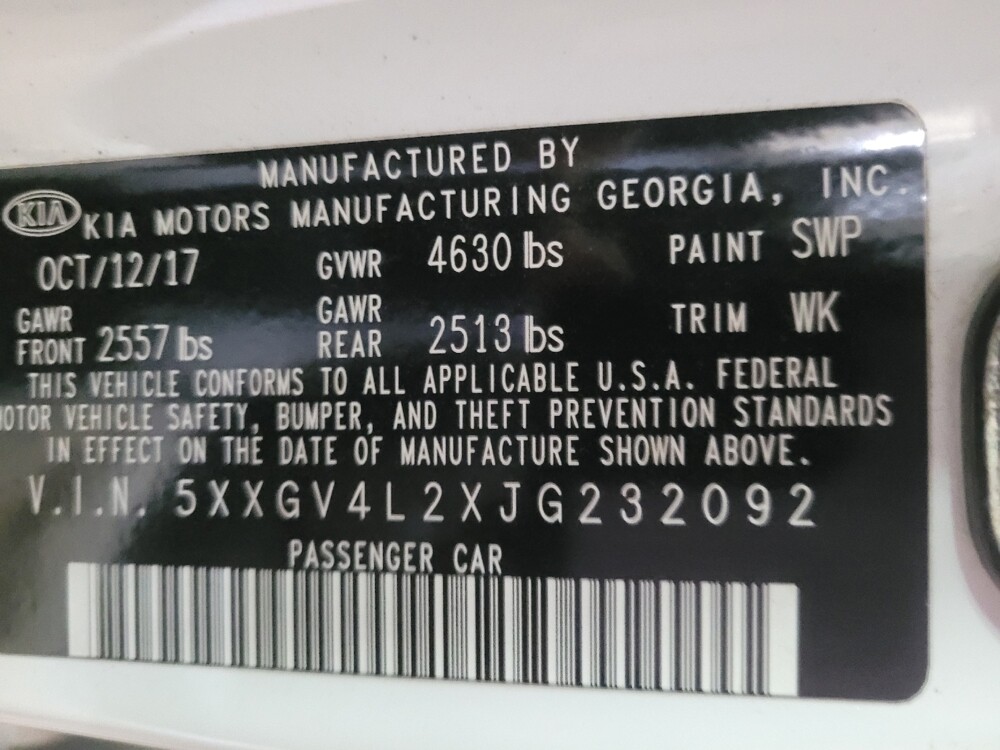 MANUFACTURED BY
KIA KIA MOTORS MANUFACTURING GEORGIA, INC.
OCT/12/17 GVWR 4630 lbs PAINT SWP
GAWR FRONT 2557 lbs GAWR REAR 2513 lbs TRIM WK
THIS VEHICLE CONFORMS TO ALL APPLICABLE U.S.A. FEDERAL
MOTOR VEHICLE SAFETY, BUMPER, AND THEFT PREVENTION STANDARDS
IN EFFECT ON THE DATE OF MANUFACTURE SHOWN ABOVE.
V.I.N. 5XXGV4L2XJG232092
PASSENGER CAR